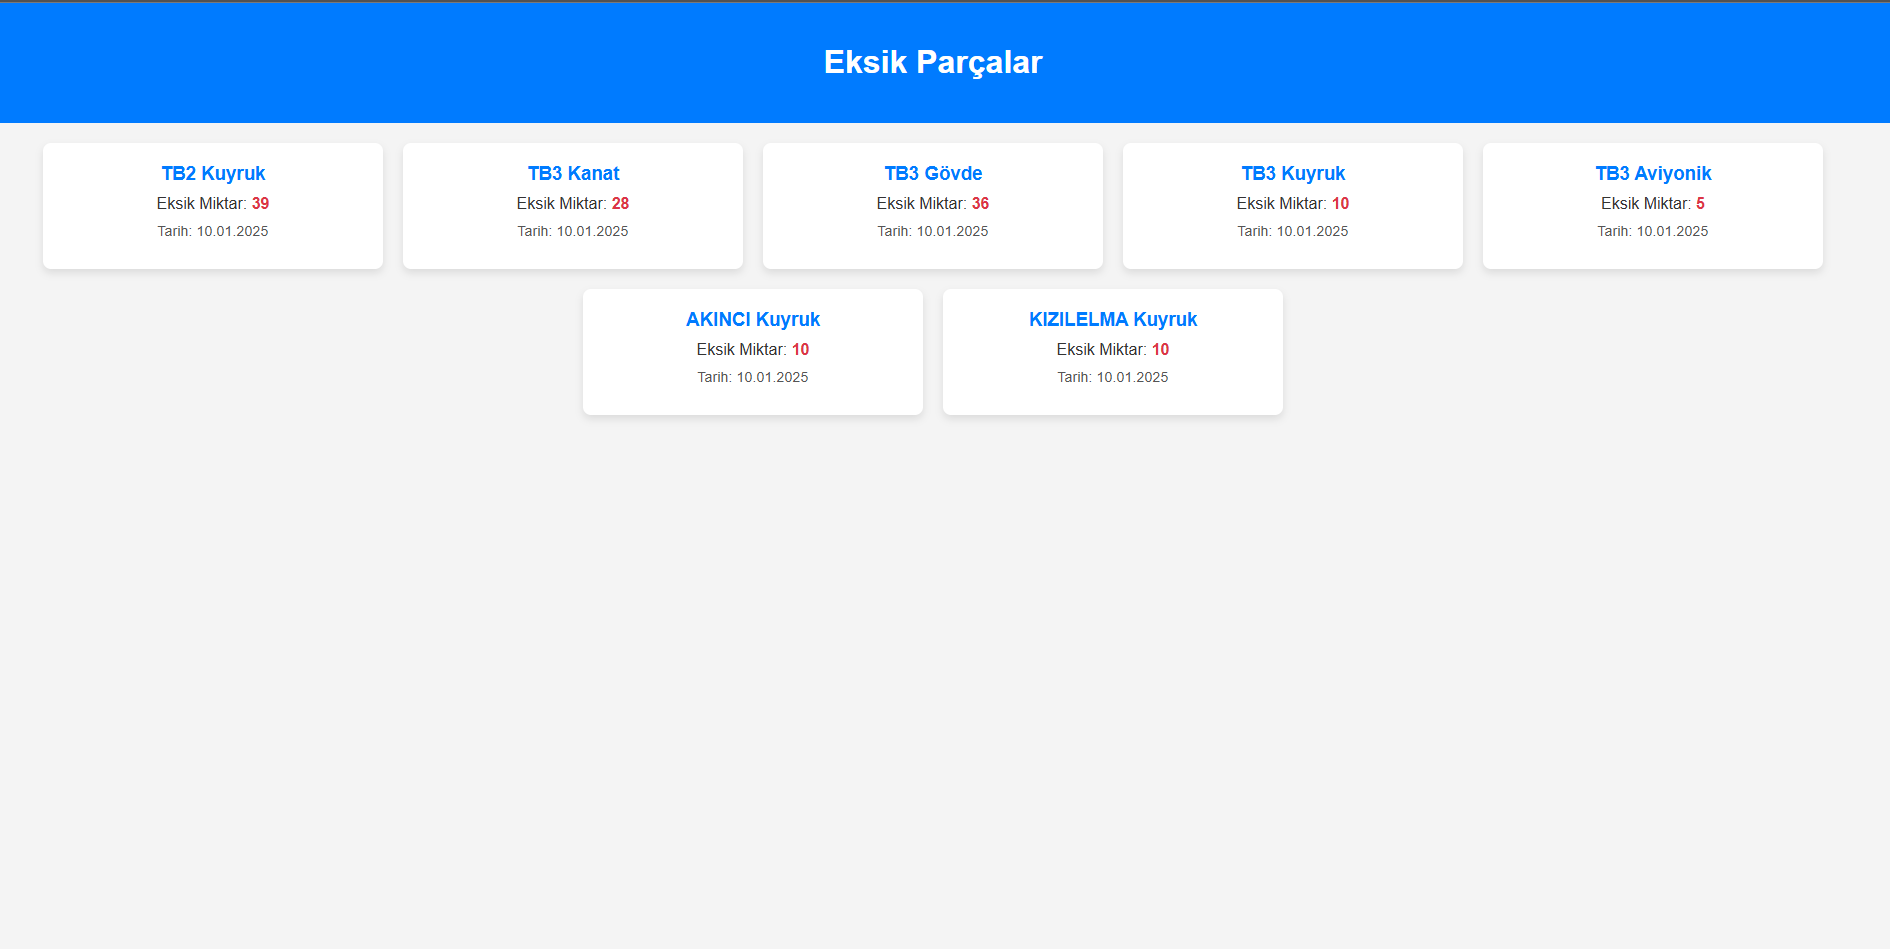 Eksik Parçalar
TB2 Kuyruk
Eksik Miktar: 39
Tarih: 10.01.2025
TB3 Kanat
Eksik Miktar: 28
Tarih: 10.01.2025
TB3 Gövde
Eksik Miktar: 36
Tarih: 10.01.2025
TB3 Kuyruk
Eksik Miktar: 10
Tarih: 10.01.2025
TB3 Aviyonik
Eksik Miktar: 5
Tarih: 10.01.2025
AKINCI Kuyruk
Eksik Miktar: 10
Tarih: 10.01.2025
KIZILELMA Kuyruk
Eksik Miktar: 10
Tarih: 10.01.2025